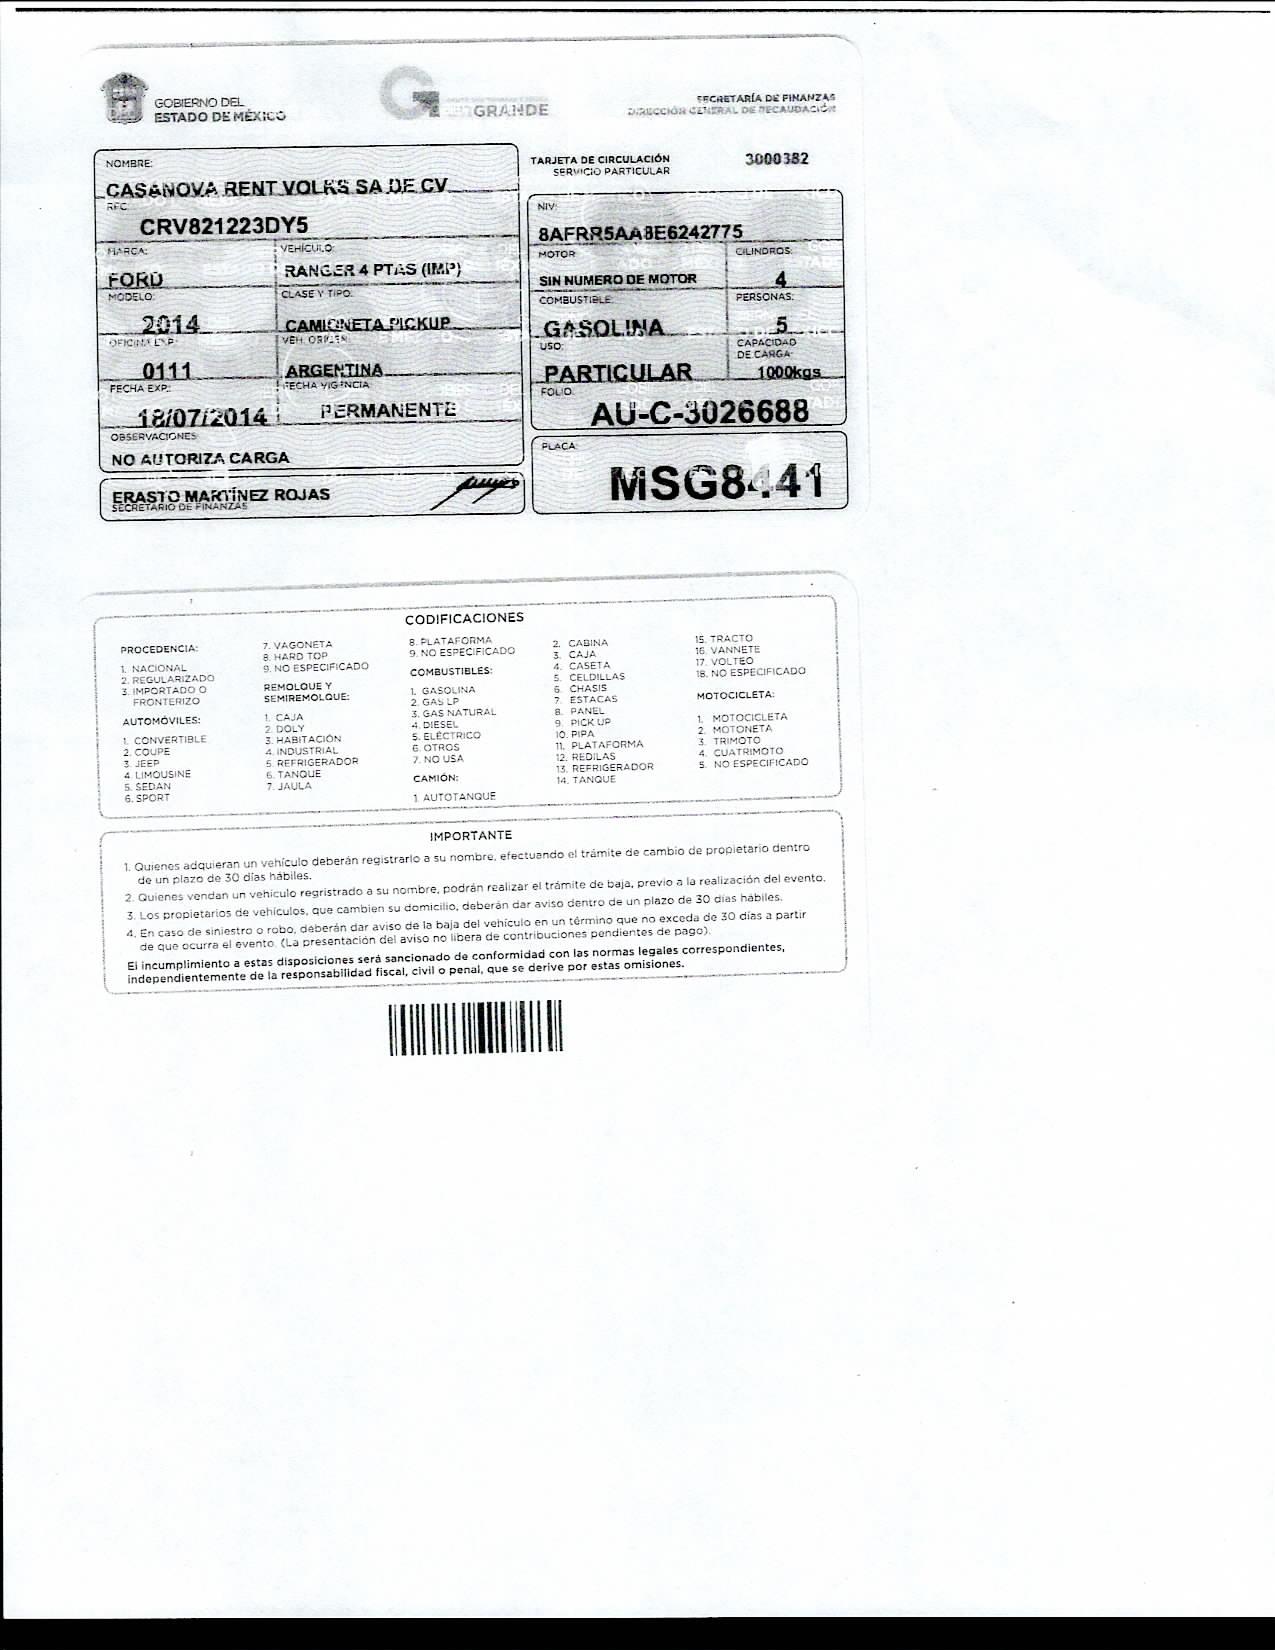 GOBIERNO DEL
ESTADO DE MÉXICO
GRANDE
SECRETARÍA DE FINANZAS
DIRECCIÓN GENERAL DE RECAUDACIÓN
TARJETA DE CIRCULACIÓN
SERVICIO PARTICULAR
3000382
NOMBRE:
CASANOVA RENT VOLKS SA DE CV
RFC:
CRV821223DY5
MARCA:
FORD
VEHÍCULO:
RANGER 4 PTAS (IMP)
MODELO:
2014
CLASE Y TIPO:
CAMIONETA PICKUP
OFICINA EXP:
0111
VEH. ORIGEN:
ARGENTINA
FECHA EXP.:
18/07/2014
FECHA VIGENCIA
PERMANENTE
OBSERVACIONES:
NO AUTORIZA CARGA
ERASTO MARTÍNEZ ROJAS
SECRETARIO DE FINANZAS
NIV:
8AFRR5AA8E6242775
MOTOR
SIN NUMERO DE MOTOR
CILINDROS:
4
COMBUSTIBLE:
GASOLINA
PERSONAS:
5
USO:
PARTICULAR
CAPACIDAD
DE CARGA:
1000kgs
FOLIO:
AU-C-3026688
PLACA:
MSG8441
CODIFICACIONES
PROCEDENCIA:
1. NACIONAL
2. REGULARIZADO
3. IMPORTADO O
FRONTERIZO
AUTOMÓVILES:
1. CONVERTIBLE
2. COUPE
3. JEEP
4. LIMOUSINE
5. SEDAN
6. SPORT
7. VAGONETA
8. HARD TOP
9. NO ESPECIFICADO
REMOLQUE Y
SEMIREMOLQUE:
1. CAJA
2. DOLY
3. HABITACIÓN
4. INDUSTRIAL
5. REFRIGERADOR
6. TANQUE
7. JAULA
8. PLATAFORMA
9. NO ESPECIFICADO
COMBUSTIBLES:
1. GASOLINA
2. GAS LP
3. GAS NATURAL
4. DIESEL
5. ELÉCTRICO
6. OTROS
7. NO USA
CAMIÓN:
1. AUTOTANQUE
2. CABINA
3. CAJA
4. CASETA
5. CELDILLAS
6. CHASIS
7. ESTACAS
8. PANEL
9. PICK UP
10. PIPA
11. PLATAFORMA
12. REDILAS
13. REFRIGERADOR
14. TANQUE
15. TRACTO
16. VANNETE
17. VOLTEO
18. NO ESPECIFICADO
MOTOCICLETA:
1. MOTOCICLETA
2. MOTONETA
3. TRIMOTO
4. CUATRIMOTO
5. NO ESPECIFICADO
IMPORTANTE
1. Quienes adquieran un vehículo deberán registrarlo a su nombre, efectuando el trámite de cambio de propietario dentro
de un plazo de 30 días hábiles.
2. Quienes vendan un vehículo regristrado a su nombre, podrán realizar el trámite de baja, previo a la realización del evento.
3. Los propietarios de vehículos, que cambien su domicilio, deberán dar aviso dentro de un plazo de 30 días hábiles.
4. En caso de siniestro o robo, deberán dar aviso de la baja del vehículo en un término que no exceda de 30 días a partir
de que ocurra el evento. (La presentación del aviso no libera de contribuciones pendientes de pago).
El incumplimiento a estas disposiciones será sancionado de conformidad con las normas legales correspondientes,
independientemente de la responsabilidad fiscal, civil o penal, que se derive por estas omisiones.